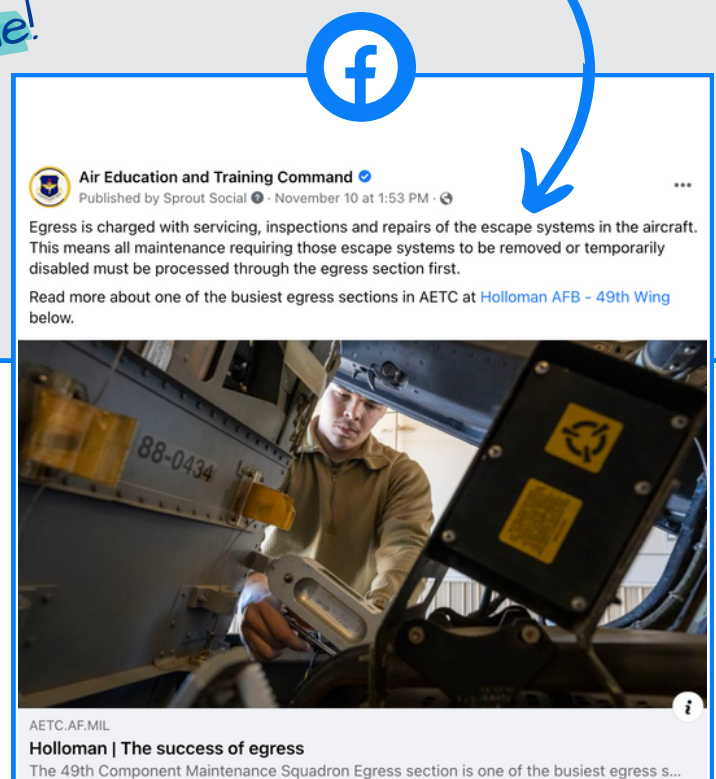 e!
Air Education and Training Command
Published by Sprout Social · November 10 at 1:53 PM ·
Egress is charged with servicing, inspections and repairs of the escape systems in the aircraft.
This means all maintenance requiring those escape systems to be removed or temporarily
disabled must be processed through the egress section first.
Read more about one of the busiest egress sections in AETC at Holloman AFB - 49th Wing
below.
88-0434
AETC.AF.MIL
Holloman | The success of egress
The 49th Component Maintenance Squadron Egress section is one of the busiest egress s...